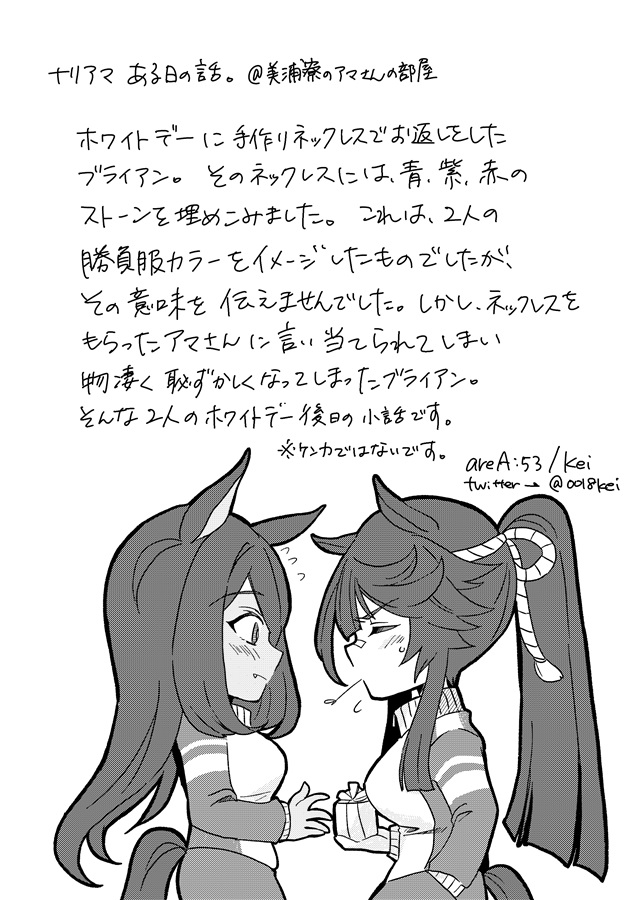 ナリアマ ある日の話。 @美浦寮のアマさんの部屋
ホワイトデーに手作りネックレスでお返しをした
ブライアン。 そのネックレスには、青、紫、赤の
ストーンを埋めこみました。 これは、2人の
勝負服カラーをイメージしたものでしたが、
その意味を伝えませんでした。しかし、ネックレスを
もらったアマさんに言い当てられてしまい
物凄く恥ずかしくなってしまったブライアン。
そんな2人のホワイトデー後日の小話です。
※ケンカではないです。
areA:53/kei
twitter→@0018kei